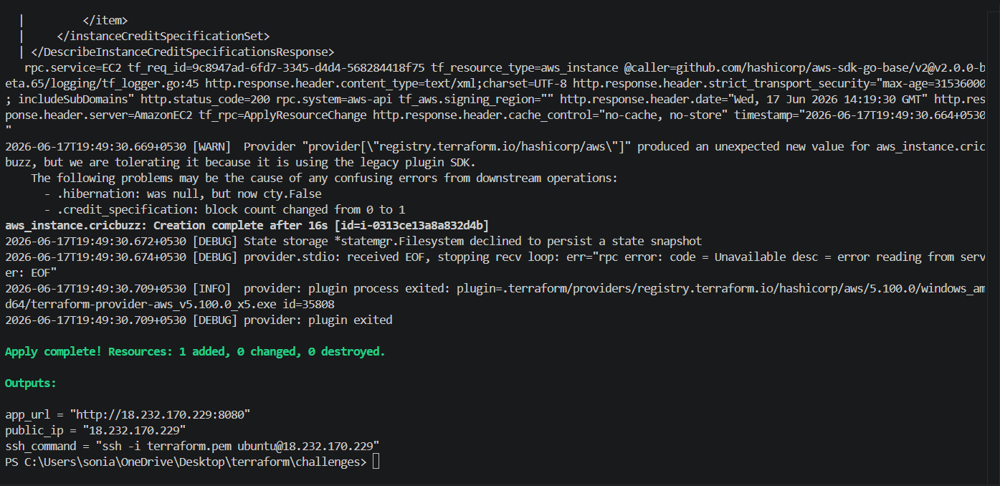 |         </item>
|     </instanceCreditSpecificationSet>
| </DescribeInstanceCreditSpecificationsResponse>
rpc.service=EC2 tf_req_id=9c8947ad-6fd7-3345-d4d4-568284418f75 tf_resource_type=aws_instance @caller=github.com/hashicorp/aws-sdk-go-base/v2@v2.0.0-b
eta.65/logging/tf_logger.go:45 http.response.header.content_type=text/xml;charset=UTF-8 http.response.header.strict_transport_security="max-age=31536000
; includeSubDomains" http.status_code=200 rpc.system=aws-api tf_aws.signing_region="" http.response.header.date="Wed, 17 Jun 2026 14:19:30 GMT" http.res
ponse.header.server=AmazonEC2 tf_rpc=ApplyResourceChange http.response.header.cache_control="no-cache, no-store" timestamp="2026-06-17T19:49:30.664+0530
"
2026-06-17T19:49:30.669+0530 [WARN]  Provider "provider[\"registry.terraform.io/hashicorp/aws\"]" produced an unexpected new value for aws_instance.cric
buzz, but we are tolerating it because it is using the legacy plugin SDK.
    The following problems may be the cause of any confusing errors from downstream operations:
      - .hibernation: was null, but now cty.False
      - .credit_specification: block count changed from 0 to 1
aws_instance.cricbuzz: Creation complete after 16s [id=i-0313ce13a8a832d4b]
2026-06-17T19:49:30.672+0530 [DEBUG] State storage *statemgr.Filesystem declined to persist a state snapshot
2026-06-17T19:49:30.674+0530 [DEBUG] provider.stdio: received EOF, stopping recv loop: err="rpc error: code = Unavailable desc = error reading from serv
er: EOF"
2026-06-17T19:49:30.709+0530 [INFO]  provider: plugin process exited: plugin=.terraform/providers/registry.terraform.io/hashicorp/aws/5.100.0/windows_am
d64/terraform-provider-aws_v5.100.0_x5.exe id=35808
2026-06-17T19:49:30.709+0530 [DEBUG] provider: plugin exited
Apply complete! Resources: 1 added, 0 changed, 0 destroyed.
Outputs:
app_url = "http://18.232.170.229:8080"
public_ip = "18.232.170.229"
ssh_command = "ssh -i terraform.pem ubuntu@18.232.170.229"
PS C:\Users\sonia\OneDrive\Desktop\terraform\challenges>